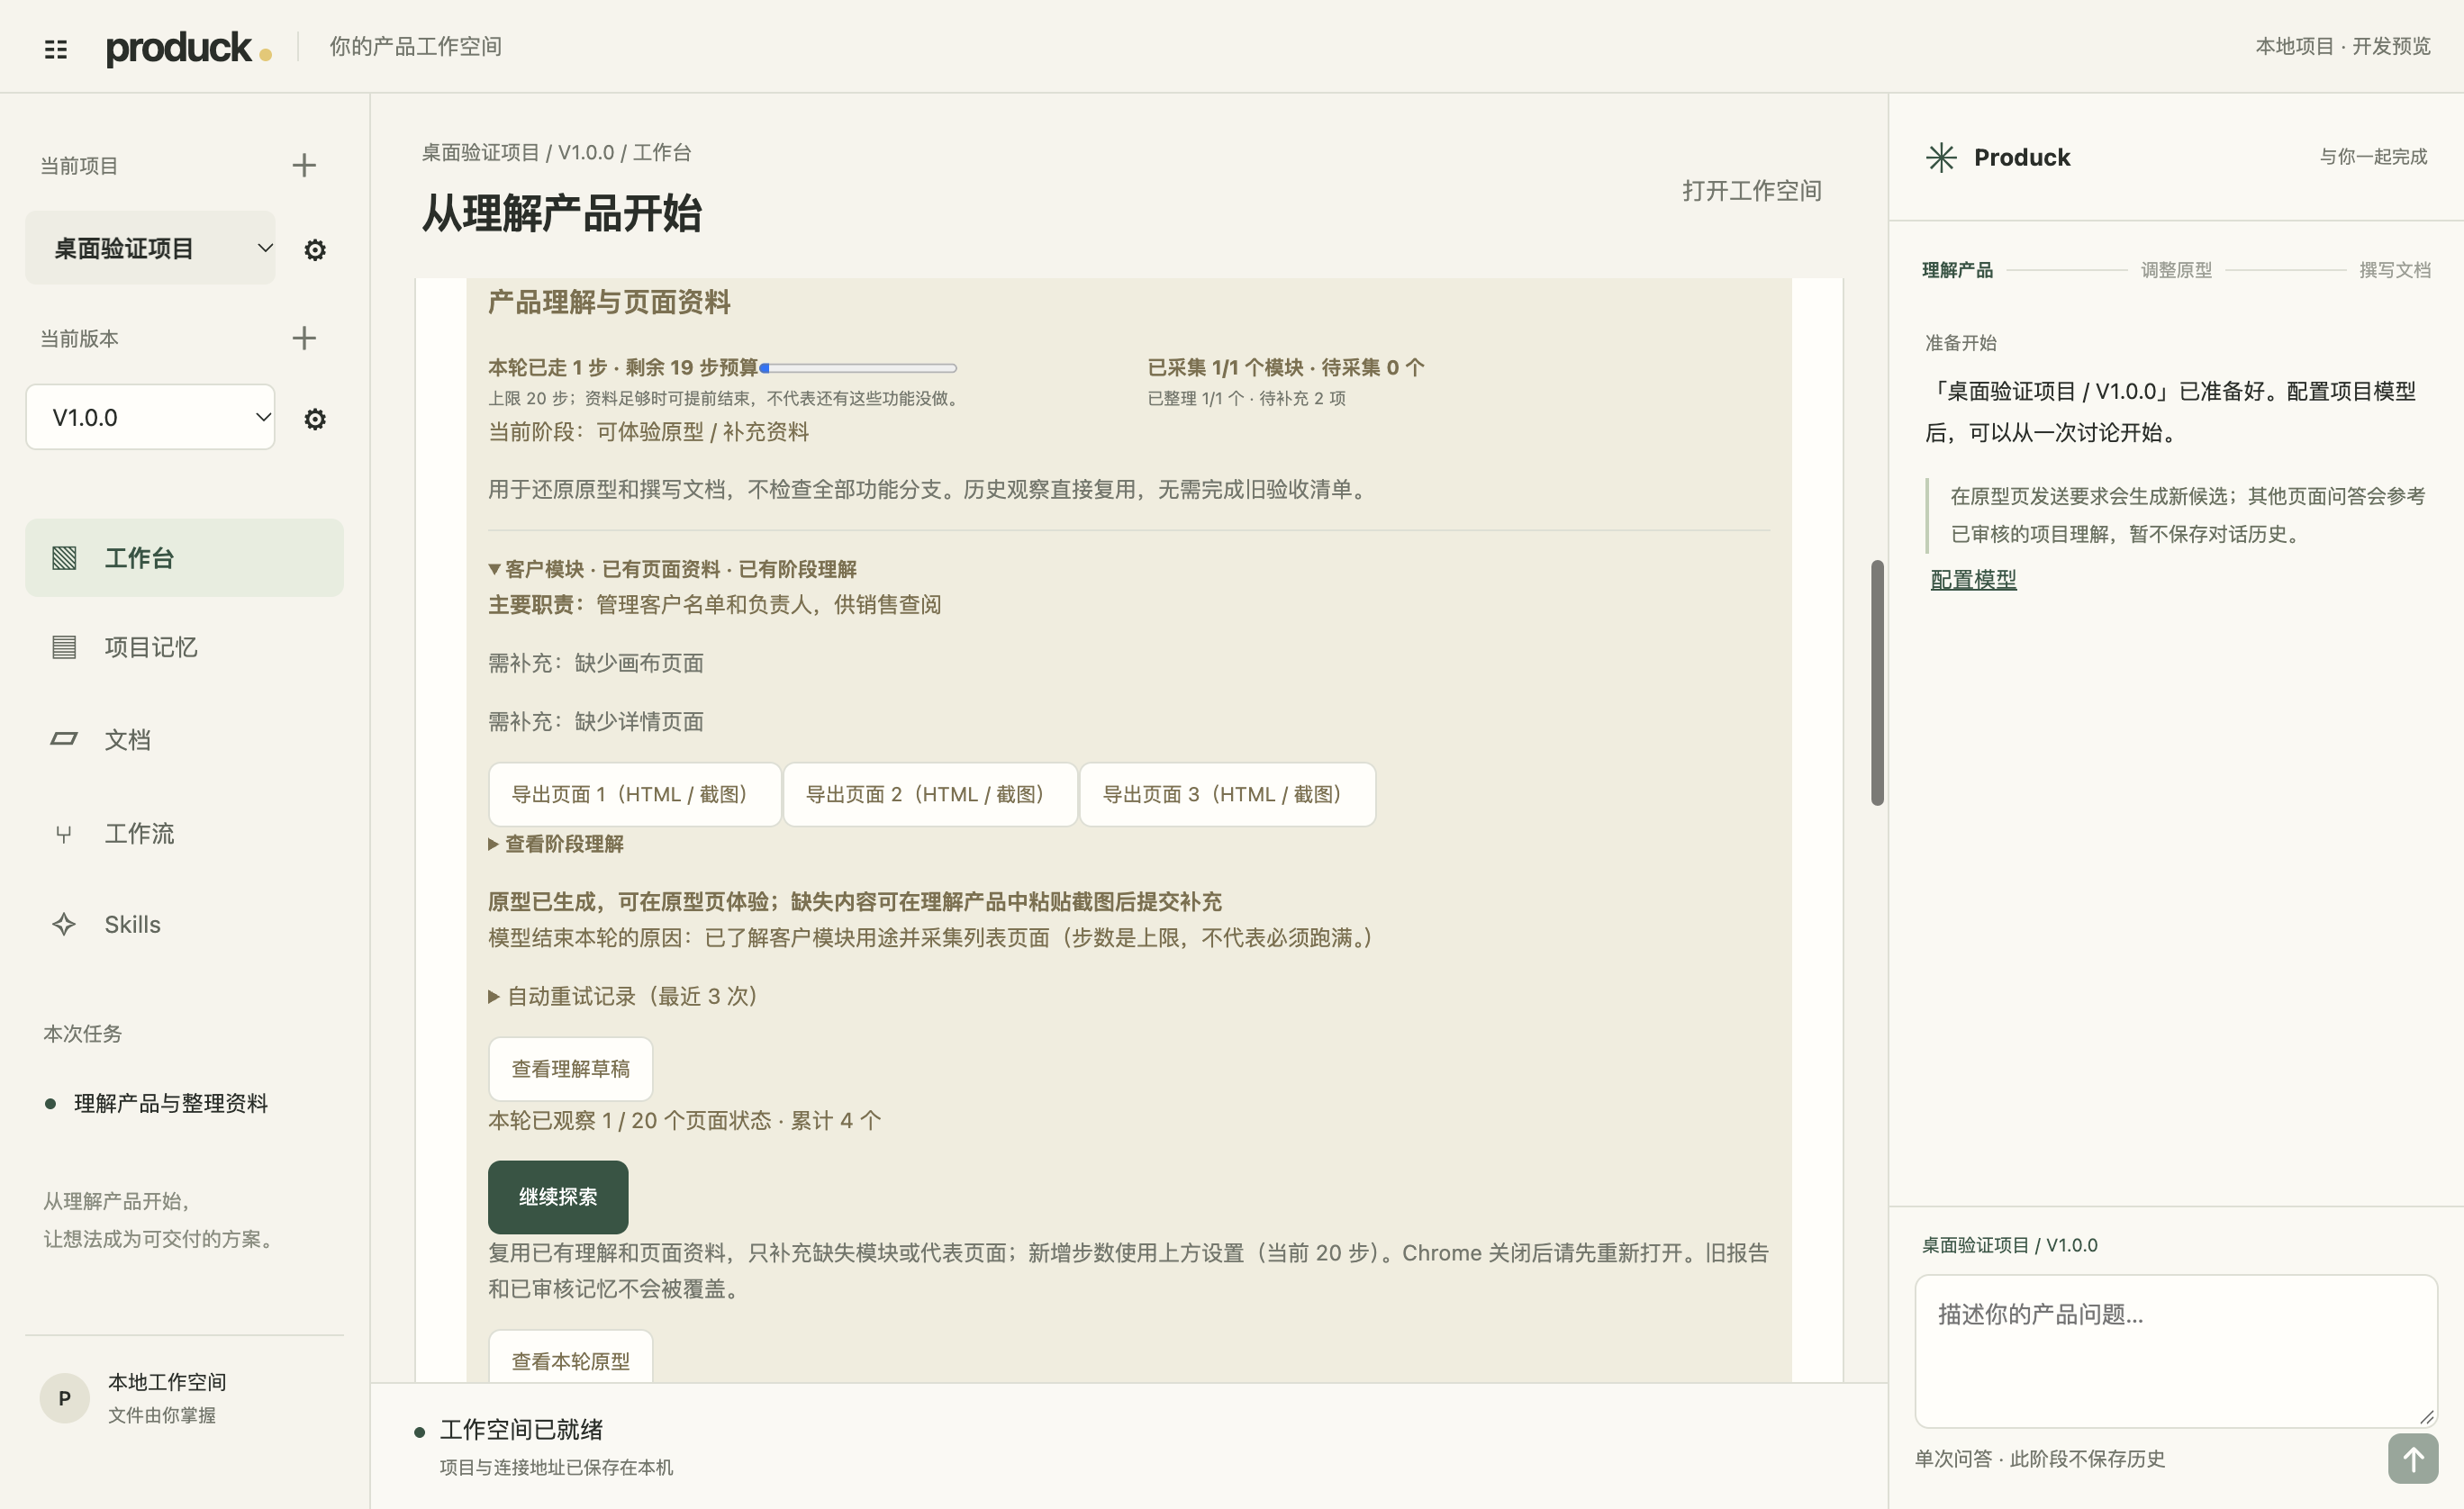 produck
你的产品工作空间
本地项目 · 开发预览
当前项目
桌面验证项目
当前版本
V1.0.0
工作台
项目记忆
文档
工作流
Skills
本次任务
理解产品与整理资料
从理解产品开始，
让想法成为可交付的方案。
P
本地工作空间
文件由你掌握
桌面验证项目 / V1.0.0 / 工作台
从理解产品开始
打开工作空间
产品理解与页面资料
本轮已走 1 步 · 剩余 19 步预算
上限 20 步；资料足够时可提前结束，不代表还有这些功能没做。
已采集 1/1 个模块 · 待采集 0 个
已整理 1/1 个 · 待补充 2 项
当前阶段：可体验原型 / 补充资料
用于还原原型和撰写文档，不检查全部功能分支。历史观察直接复用，无需完成旧验收清单。
客户模块 · 已有页面资料 · 已有阶段理解
主要职责：管理客户名单和负责人，供销售查阅
需补充：缺少画布页面
需补充：缺少详情页面
导出页面 1（HTML / 截图） 导出页面 2（HTML / 截图） 导出页面 3（HTML / 截图）
查看阶段理解
原型已生成，可在原型页体验；缺失内容可在理解产品中粘贴截图后提交补充
模型结束本轮的原因：已了解客户模块用途并采集列表页面（步数是上限，不代表必须跑满。）
自动重试记录（最近 3 次）
查看理解草稿
本轮已观察 1 / 20 个页面状态 · 累计 4 个
继续探索
复用已有理解和页面资料，只补充缺失模块或代表页面；新增步数使用上方设置（当前 20 步）。Chrome 关闭后请先重新打开。旧报告
和已审核记忆不会被覆盖。
查看本轮原型
工作空间已就绪
项目与连接地址已保存在本机
Produck
与你一起完成
理解产品 调整原型 撰写文档
准备开始
「桌面验证项目 / V1.0.0」已准备好。配置项目模型
后，可以从一次讨论开始。
在原型页发送要求会生成新候选；其他页面问答会参考
已审核的项目理解，暂不保存对话历史。
配置模型
桌面验证项目 / V1.0.0
描述你的产品问题...
单次问答 · 此阶段不保存历史